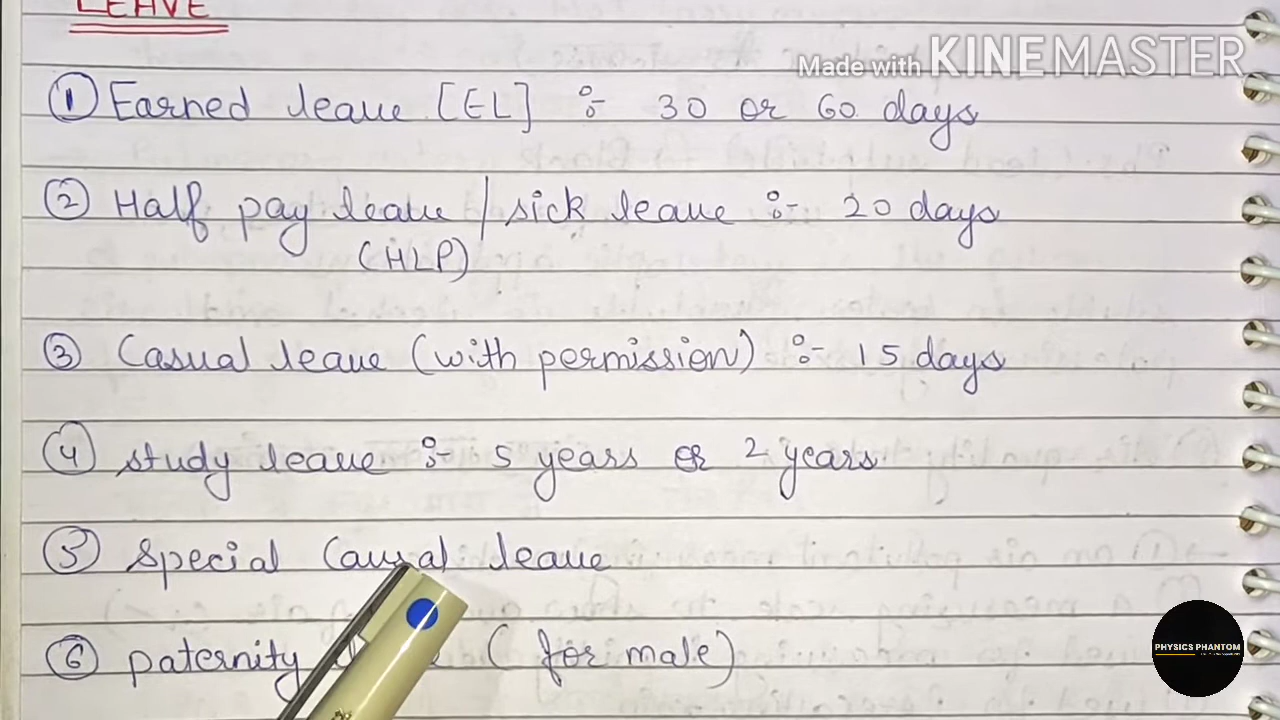 LEAVE
Made with KINEMASTER
① Earned leave [EL] :- 30 or 60 days
② Half pay leave / sick leave :- 20 days
(HLP)
③ Casual leave (with permission) :- 15 days
④ study leave :- 5 years or 2 years
⑤ special Causal leave
⑥ paternity (for male)
PHYSICS PHANTOM